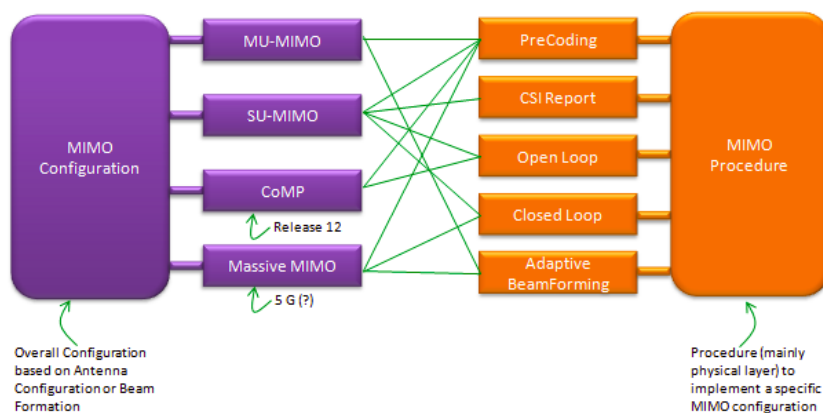 MIMO
Configuration
MU-MIMO
SU-MIMO
CoMP
Release 12
Massive MIMO
5 G (?)
PreCoding
CSI Report
Open Loop
Closed Loop
Adaptive
BeamForming
MIMO
Procedure
Overall Configuration
based on Antenna
Configuration or Beam
Formation
Procedure (mainly
physical layer) to
implement a specific
MIMO configuration